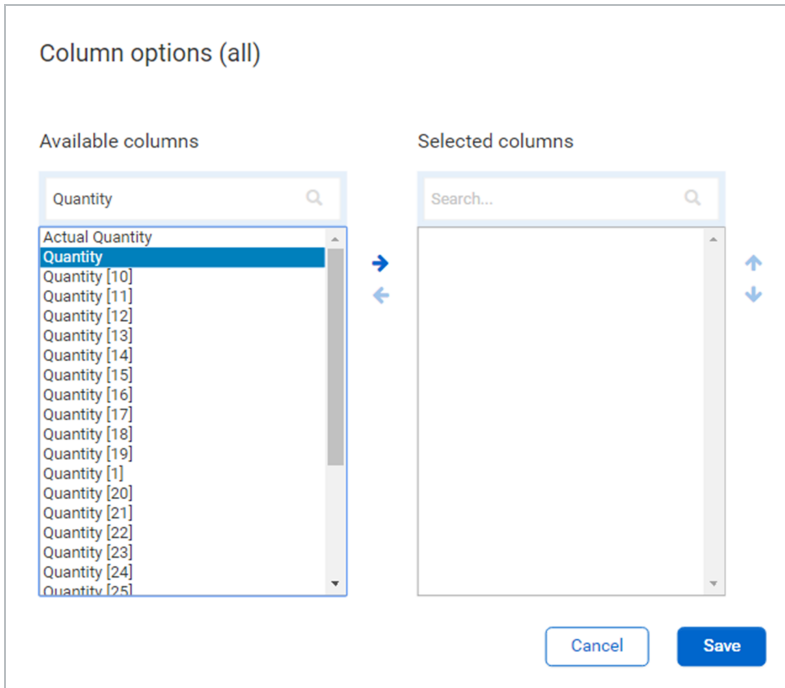 Column options (all)
Available columns
Selected columns
Quantity
Search...
Actual Quantity
Quantity
Quantity [10]
Quantity [11]
Quantity [12]
Quantity [13]
Quantity [14]
Quantity [15]
Quantity [16]
Quantity [17]
Quantity [18]
Quantity [19]
Quantity [1]
Quantity [20]
Quantity [21]
Quantity [22]
Quantity [23]
Quantity [24]
Quantity [25]
Cancel
Save